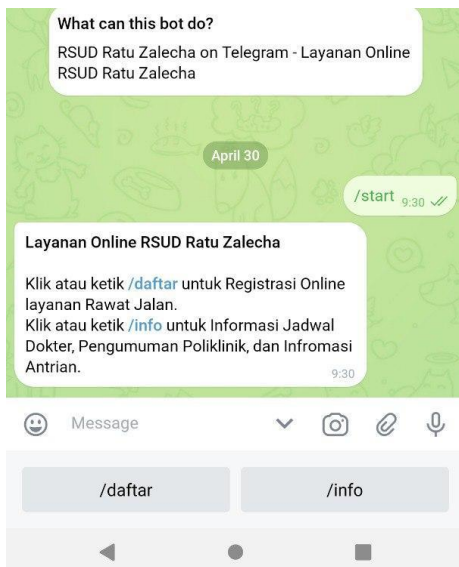 What can this bot do?
RSUD Ratu Zalecha on Telegram - Layanan Online
RSUD Ratu Zalecha
April 30
/start 9:30
Layanan Online RSUD Ratu Zalecha
Klik atau ketik /daftar untuk Registrasi Online
layanan Rawat Jalan.
Klik atau ketik /info untuk Informasi Jadwal
Dokter, Pengumuman Poliklinik, dan Infromasi
Antrian.
9:30
Message
/daftar
/info